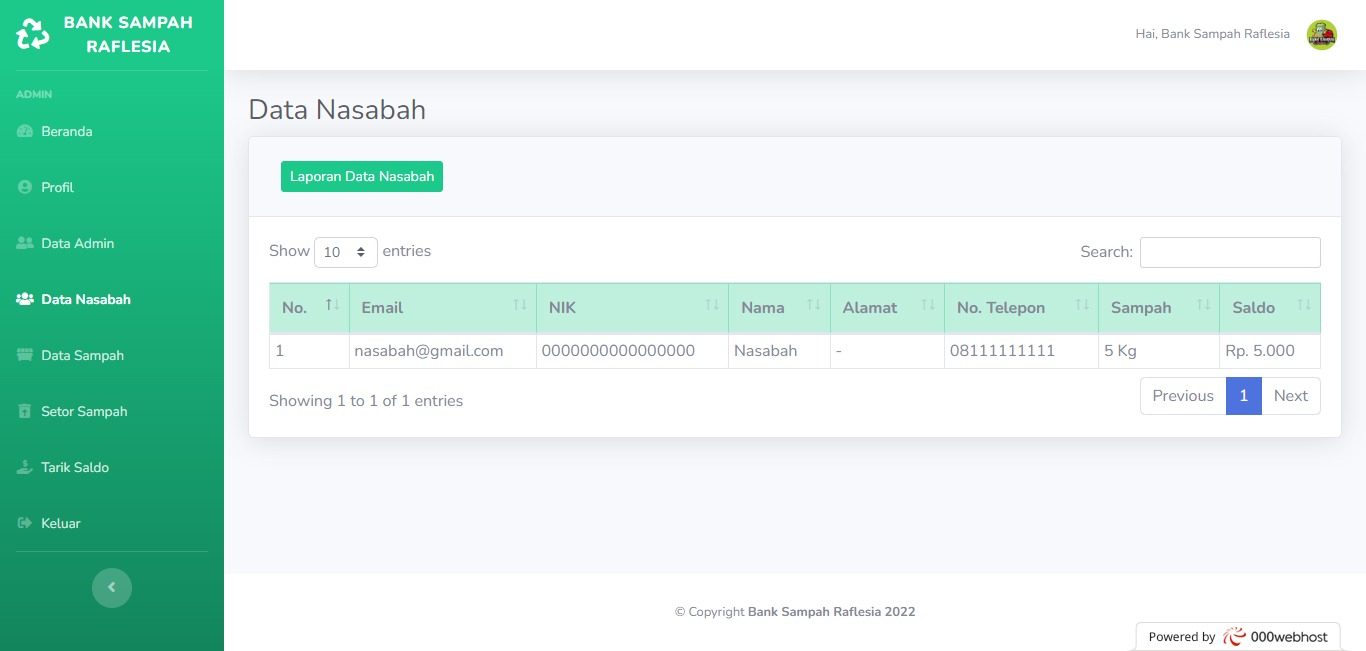 BANK SAMPAH
RAFLESIA
Hai, Bank Sampah Raflesia
ADMIN
Beranda
Profil
Data Admin
Data Nasabah
Data Sampah
Setor Sampah
Tarik Saldo
Keluar
Data Nasabah
Laporan Data Nasabah
Show 10 entries
Search:
No. Email NIK Nama Alamat No. Telepon Sampah Saldo
1 nasabah@gmail.com 0000000000000000 Nasabah - 08111111111 5 Kg Rp. 5.000
Showing 1 to 1 of 1 entries
Previous 1 Next
© Copyright Bank Sampah Raflesia 2022
Powered by 000webhost